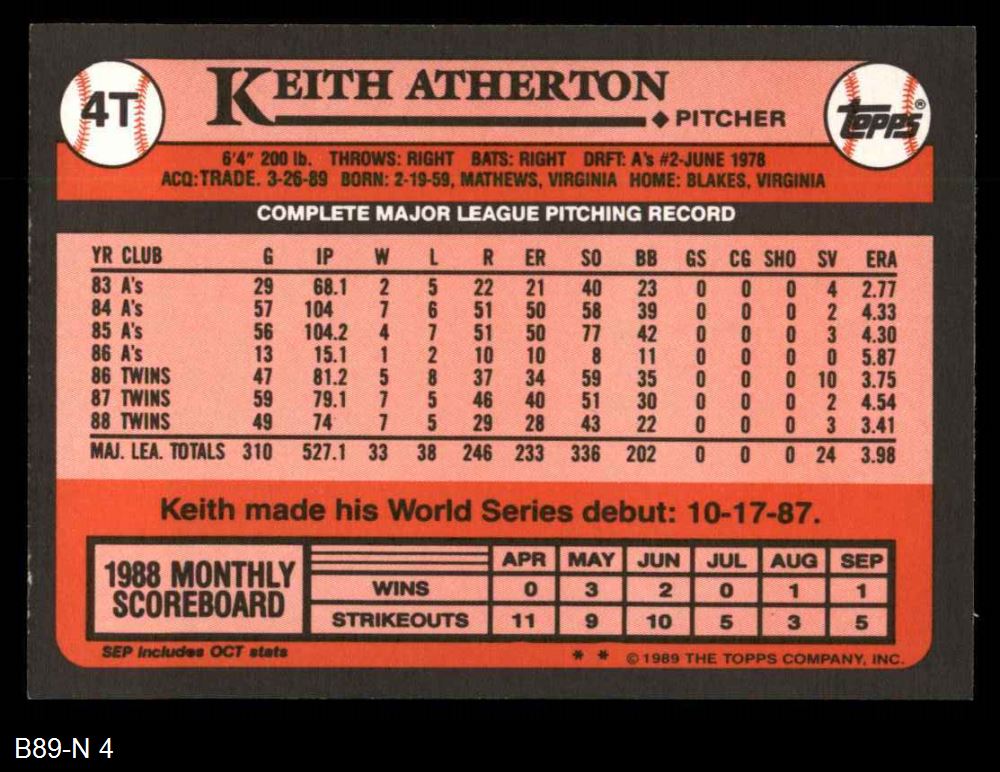 4T
KEITH ATHERTON
PITCHER
TOPPS®
6'4" 200 lb. THROWS: RIGHT BATS: RIGHT DRFT: A's #2-JUNE 1978
ACQ:TRADE. 3-26-89 BORN: 2-19-59, MATHEWS, VIRGINIA HOME: BLAKES, VIRGINIA
COMPLETE MAJOR LEAGUE PITCHING RECORD
YR CLUB G IP W L R ER SO BB GS CG SHO SV ERA
83 A's 29 68.1 2 5 22 21 40 23 0 0 0 4 2.77
84 A's 57 104 7 6 51 50 58 39 0 0 0 2 4.33
85 A's 56 104.2 4 7 51 50 77 42 0 0 0 3 4.30
86 A's 13 15.1 1 2 10 10 8 11 0 0 0 0 5.87
86 TWINS 47 81.2 5 8 37 34 59 35 0 0 0 10 3.75
87 TWINS 59 79.1 7 5 46 40 51 30 0 0 0 2 4.54
88 TWINS 49 74 7 5 29 28 43 22 0 0 0 3 3.41
MAJ. LEA. TOTALS 310 527.1 33 38 246 233 336 202 0 0 0 24 3.98
Keith made his World Series debut: 10-17-87.
1988 MONTHLY
SCOREBOARD
APR MAY JUN JUL AUG SEP
WINS 0 3 2 0 1 1
STRIKEOUTS 11 9 10 5 3 5
SEP Includes OCT stats
* * © 1989 THE TOPPS COMPANY, INC.
B89-N 4